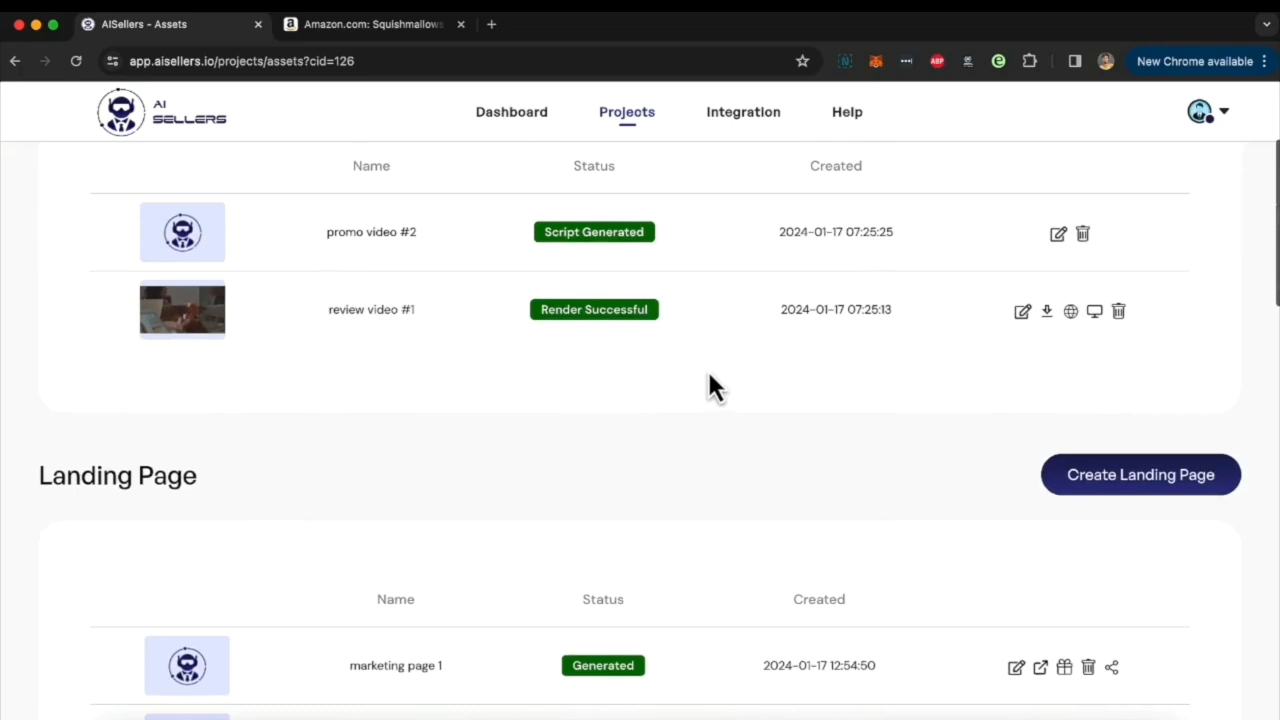 AISellers - Assets
Amazon.com: Squishmallows
app.aisellers.io/projects/assets?cid=126
ABP
New Chrome available
AI SELLERS
Dashboard Projects Integration Help
Name Status Created
promo video #2 Script Generated 2024-01-17 07:25:25
review video #1 Render Successful 2024-01-17 07:25:13
Landing Page
Create Landing Page
Name Status Created
marketing page 1 Generated 2024-01-17 12:54:50